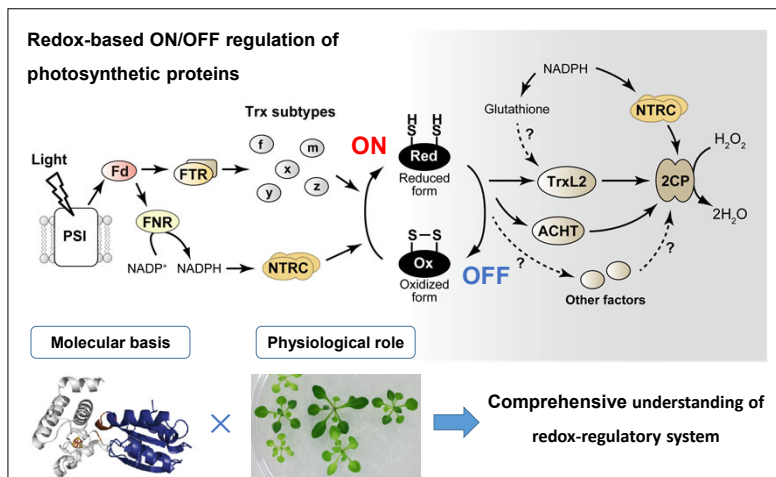 Redox-based ON/OFF regulation of
photosynthetic proteins
Trx subtypes
Light
PSI
Fd
FTR
FNR
NADP⁺
NADPH
NTRC
f
m
x
y
z
ON
H H
S S
Red
Reduced
form
S–S
Ox
Oxidized
form
OFF
NADPH
Glutathione
?
NTRC
TrxL2
ACHT
2CP
H₂O₂
2H₂O
?
?
Other factors
Molecular basis
Physiological role
×
Comprehensive understanding of
redox-regulatory system